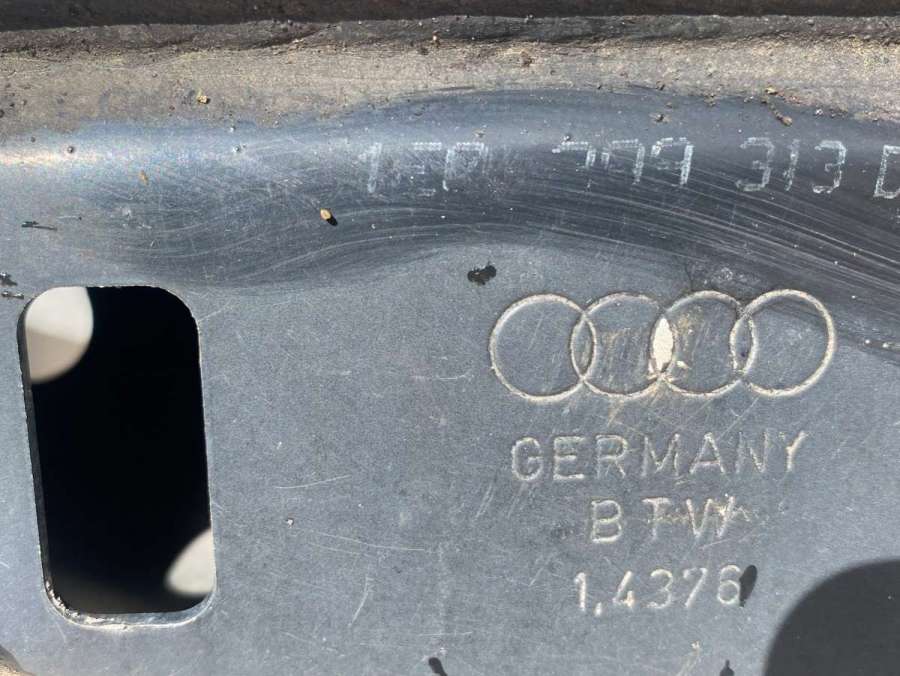 313 D
GERMANY
BTW
1,4376